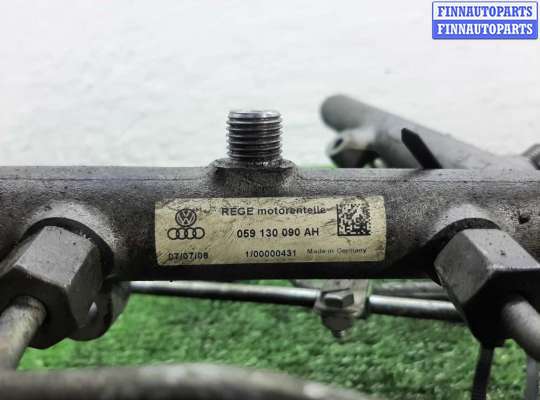 FINNAUTOPARTS
FINNAUTOPARTS
REGE motorenteile
059 130 090 AH
07/07/08 1/00000431 Made in Germany